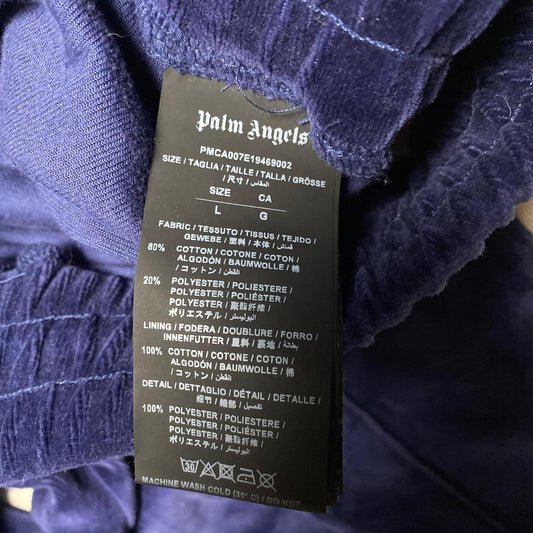 Palm Angels
PMCA007E19469002
SIZE / TAGLIA / TAILLE / TALLA / GRÖSSE
/ 尺寸 / المقاس
SIZE CA
L G
FABRIC / TESSUTO / TISSUS / TEJIDO /
GEWEBE / 面料 / 本体 / قماش
80% COTTON / COTONE / COTON /
ALGODÓN / BAUMWOLLE / 棉
/ コットン / القطن
20% POLYESTER / POLIESTERE /
POLYESTER / POLIÉSTER /
POLYESTER / 聚酯纤维 /
ポリエステル / البوليستر
LINING / FODERA / DOUBLURE / FORRO /
INNENFUTTER / 里料 / 裏地 / بطانة
100% COTTON / COTONE / COTON /
ALGODÓN / BAUMWOLLE / 棉
/ コットン / القطن
DETAIL / DETTAGLIO / DÉTAIL / DETALLE /
细节 / 細部 / تفصيل
100% POLYESTER / POLIESTERE /
POLYESTER / POLIÉSTER /
POLYESTER / 聚酯纤维 /
ポリエステル / البوليستر
30
MACHINE WASH COLD (30° C) / DO NOT